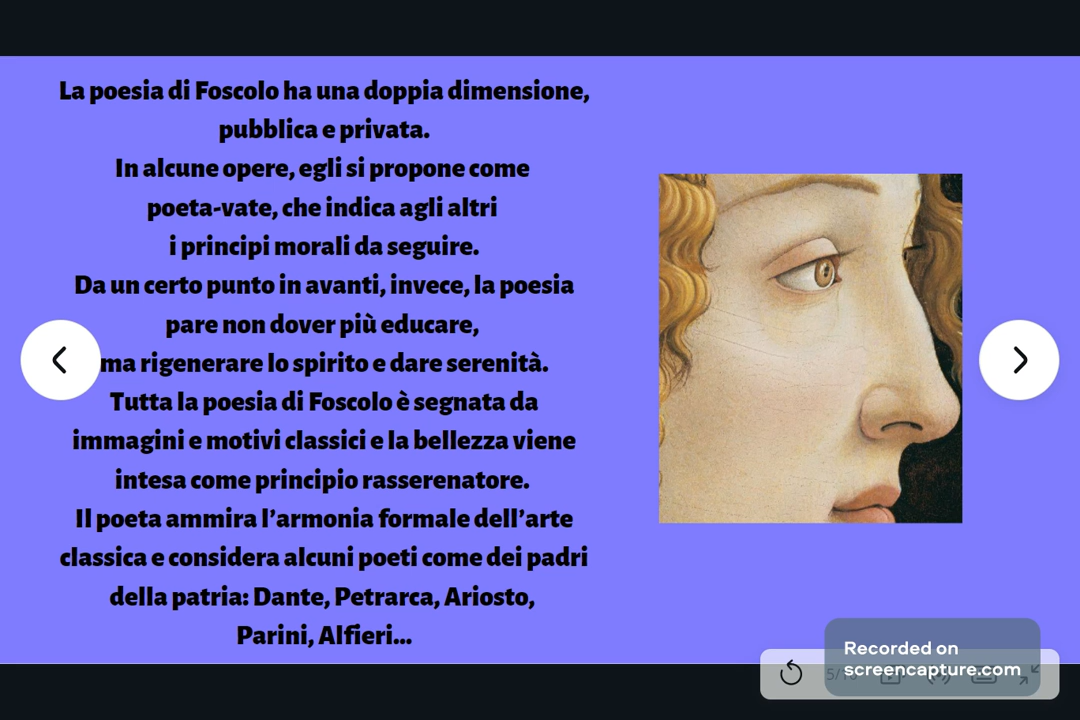 La poesia di Foscolo ha una doppia dimensione,
pubblica e privata.
In alcune opere, egli si propone come
poeta-vate, che indica agli altri
i principi morali da seguire.
Da un certo punto in avanti, invece, la poesia
pare non dover più educare,
ma rigenerare lo spirito e dare serenità.
Tutta la poesia di Foscolo è segnata da
immagini e motivi classici e la bellezza viene
intesa come principio rasserenatore.
Il poeta ammira l’armonia formale dell’arte
classica e considera alcuni poeti come dei padri
della patria: Dante, Petrarca, Ariosto,
Parini, Alfieri...
Recorded on
screencapture.com